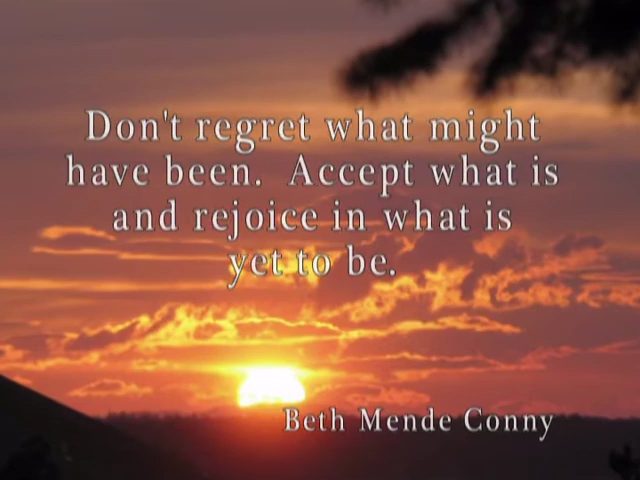 Don't regret what might
have been.  Accept what is
and rejoice in what is
yet to be.
Beth Mende Conny